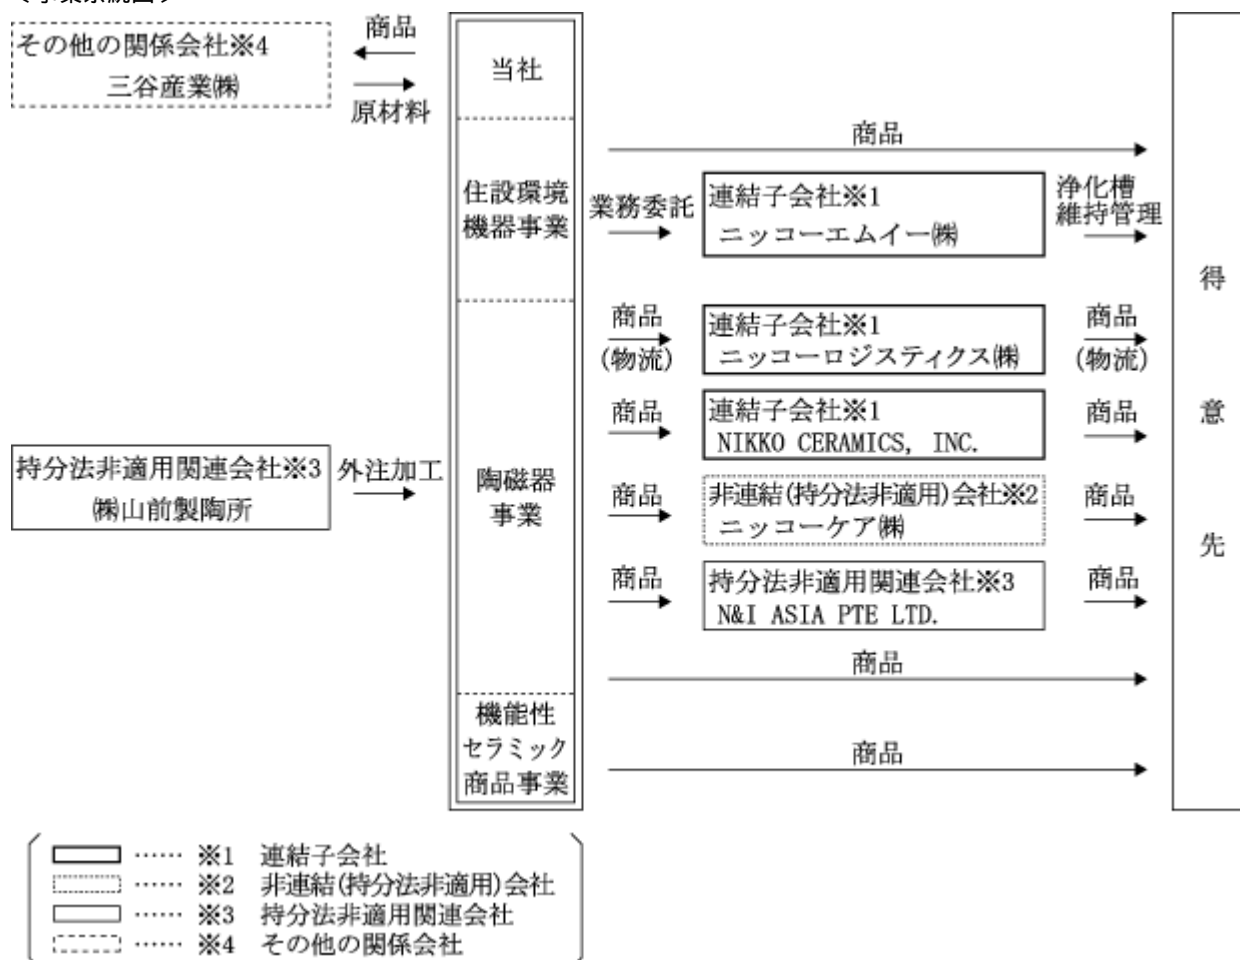 その他の関係会社※4
三谷産業㈱
商品
原材料
当社
住設環境
機器事業
陶磁器
事業
機能性
セラミック
商品事業
持分法非適用関連会社※3
㈱山前製陶所
外注加工
商品
業務委託
連結子会社※1
ニッコーエムイー㈱
浄化槽
維持管理
商品
(物流)
連結子会社※1
ニッコーロジスティクス㈱
商品
(物流)
商品
連結子会社※1
NIKKO CERAMICS, INC.
商品
商品
非連結(持分法非適用)会社※2
ニッコーケア㈱
商品
商品
持分法非適用関連会社※3
N&I ASIA PTE LTD.
商品
商品
商品
得意先
…… ※1 連結子会社
…… ※2 非連結(持分法非適用)会社
…… ※3 持分法非適用関連会社
…… ※4 その他の関係会社